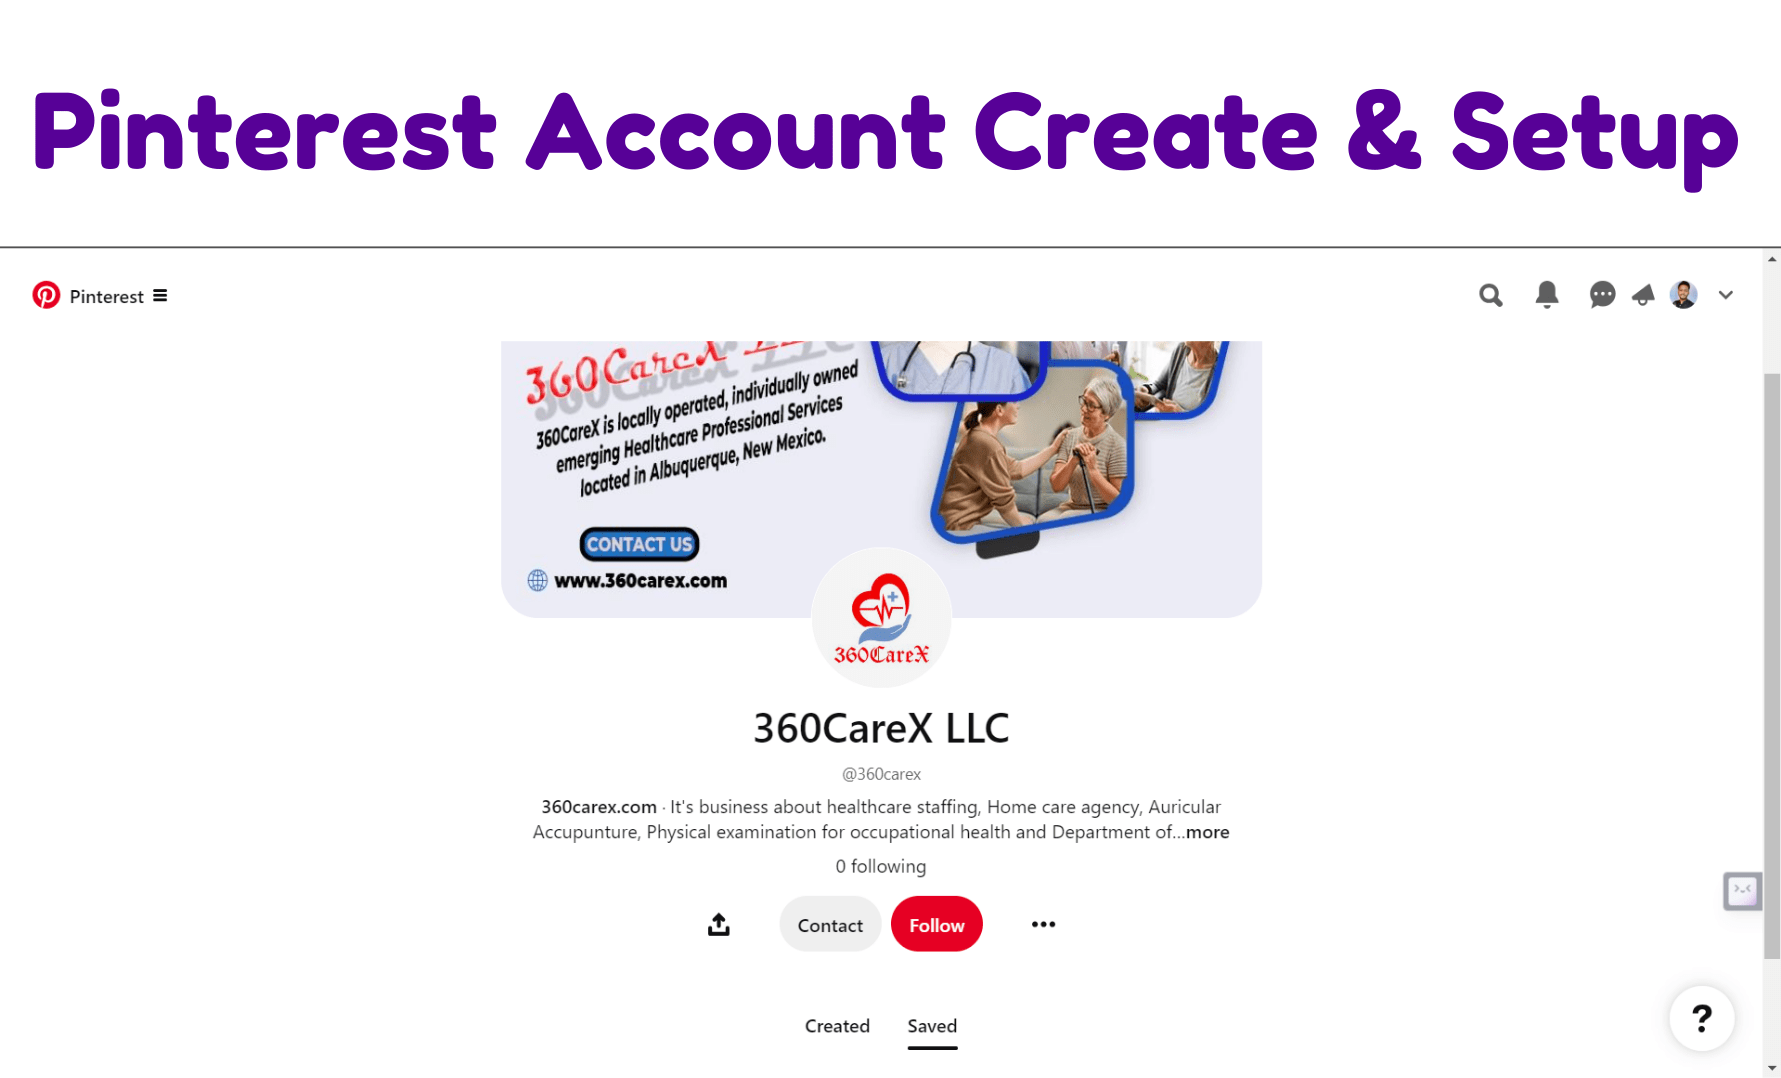 Pinterest Account Create & Setup
Pinterest
360CareX
360CareX is locally operated, individually owned
emerging Healthcare Professional Services
located in Albuquerque, New Mexico.
CONTACT US
www.360carex.com
360CareX
360CareX LLC
@360carex
360carex.com · It's business about healthcare staffing, Home care agency, Auricular
Accupunture, Physical examination for occupational health and Department of...more
0 following
Contact
Follow
Created
Saved
?